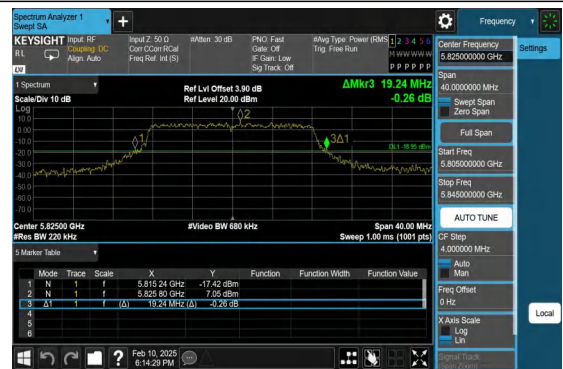 Spectrum Analyzer 1
Swept SA
+
Frequency
KEYSIGHT
RL
Input: RF
Coupling: DC
Align: Auto
Input Z: 50 Ω
Corr CCorr RCal
Freq Ref: Int (S)
#Atten: 30 dB
PNO: Fast
Gate: Off
IF Gain: Low
Sig Track: Off
#Avg Type: Power (RMS
Trig: Free Run
1 2 3 4 5 6
M W W W W W
P P P P P P
LXI
1 Spectrum
Scale/Div 10 dB
Ref Lvl Offset 3.90 dB
Ref Level 20.00 dBm
ΔMkr3 19.24 MHz
-0.26 dB
Log
10.0
0.00
-10.0
-20.0
-30.0
-40.0
-50.0
-60.0
-70.0
1
2
3Δ1
DL1 -18.95 dBm
Center 5.82500 GHz
#Res BW 220 kHz
#Video BW 680 kHz
Span 40.00 MHz
Sweep 1.00 ms (1001 pts)
5 Marker Table
Mode Trace Scale X Y Function Function Width Function Value
1 N 1 f 5.815 24 GHz -17.42 dBm
2 N 1 f 5.825 80 GHz 7.05 dBm
3 Δ1 1 f (Δ) 19.24 MHz (Δ) -0.26 dB
4
5
6
Feb 10, 2025
6:14:29 PM
?
Center Frequency
5.825000000 GHz
Settings
Span
40.0000000 MHz
Swept Span
Zero Span
Full Span
Start Freq
5.805000000 GHz
Stop Freq
5.845000000 GHz
AUTO TUNE
CF Step
4.000000 MHz
Auto
Man
Freq Offset
0 Hz
X Axis Scale
Log
Lin
Local
Signal Track